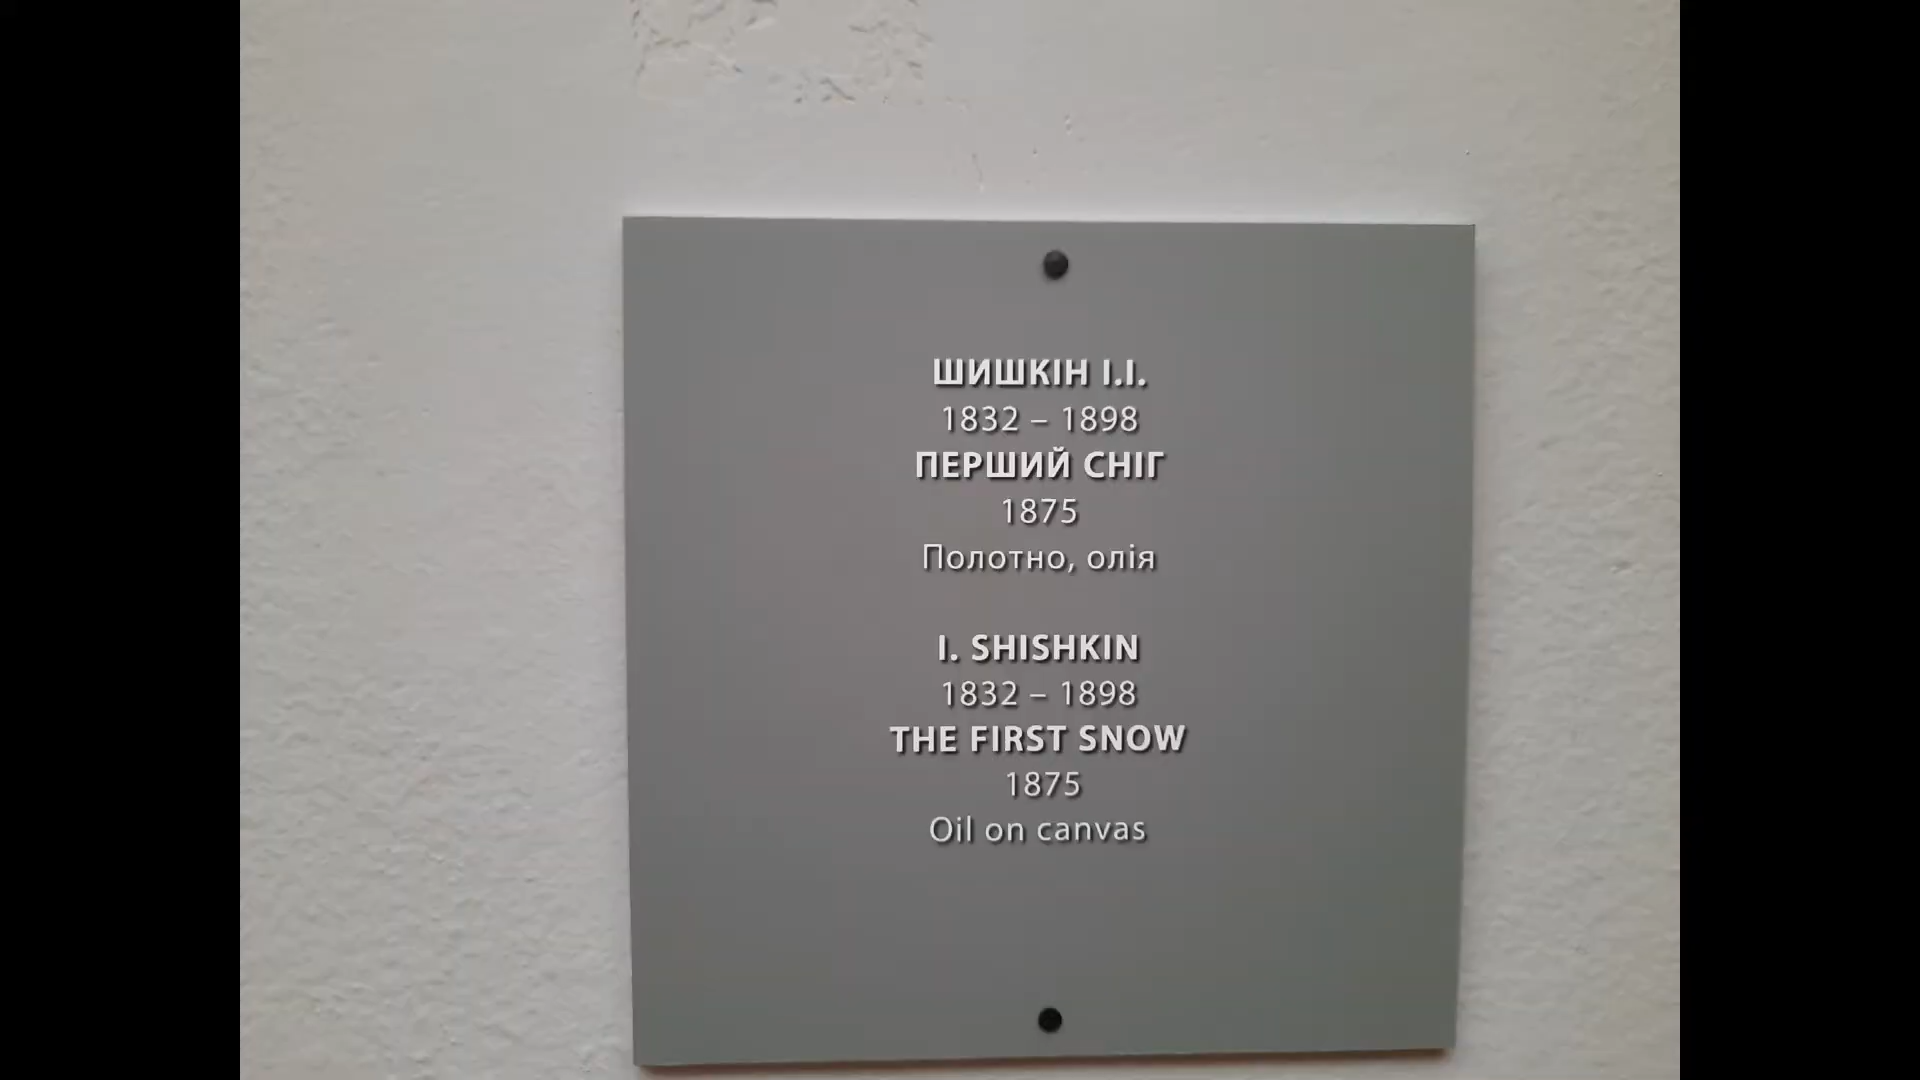 ШИШКІН І.І.
1832 – 1898
ПЕРШИЙ СНІГ
1875
Полотно, олія
I. SHISHKIN
1832 – 1898
THE FIRST SNOW
1875
Oil on canvas